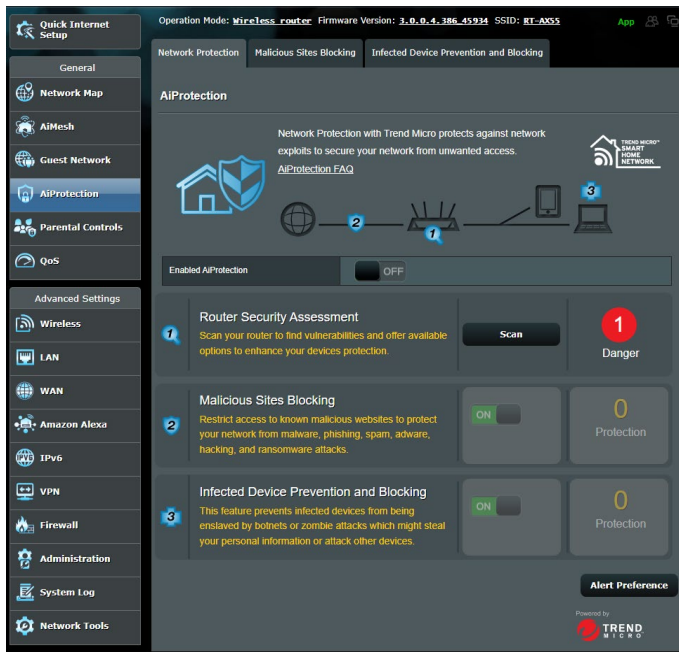 Quick Internet
Setup
Operation Mode: Wireless router Firmware Version: 3.0.0.4.386_45934 SSID: RT-AX55
App
Network Protection
Malicious Sites Blocking
Infected Device Prevention and Blocking
General
Network Map
AiMesh
Guest Network
AiProtection
Parental Controls
QoS
Advanced Settings
Wireless
LAN
WAN
Amazon Alexa
IPv6
IPv6
VPN
Firewall
Administration
System Log
Network Tools
AiProtection
Network Protection with Trend Micro protects against network
exploits to secure your network from unwanted access.
AiProtection FAQ
TREND MICRO™
SMART
HOME
NETWORK
2
1
3
Enabled AiProtection
OFF
1
Router Security Assessment
Scan your router to find vulnerabilities and offer available
options to enhance your devices protection.
Scan
1
Danger
2
Malicious Sites Blocking
Restrict access to known malicious websites to protect
your network from malware, phishing, spam, adware,
hacking, and ransomware attacks.
ON
0
Protection
3
Infected Device Prevention and Blocking
This feature prevents infected devices from being
enslaved by botnets or zombie attacks which might steal
your personal information or attack other devices.
ON
0
Protection
Alert Preference
Powered by
TREND
MICRO